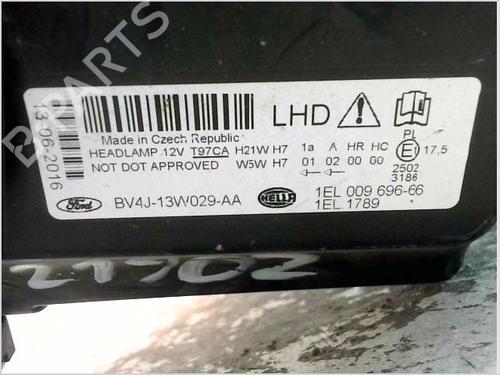 B-PARTS
13-06-2016
LHD
Made in Czech Republic
HEADLAMP 12V T97CA H21W H7 1a A HR HC
NOT DOT APPROVED W5W H7 01 02 00 00
PL
E1 17,5
2502
3186
Ford BV4J-13W029-AA HELLA 1EL 009 696-66
1EL.1789
21902